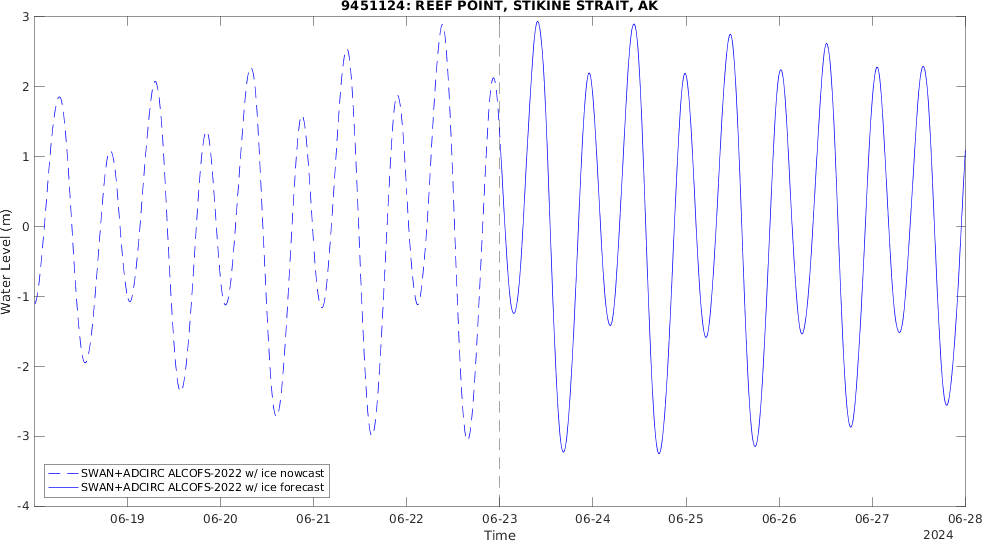 9451124: REEF POINT, STIKINE STRAIT, AK
3
2
1
0
-1
-2
-3
-4
Water Level (m)
SWAN+ADCIRC ALCOFS-2022 w/ ice nowcast
SWAN+ADCIRC ALCOFS-2022 w/ ice forecast
06-19 06-20 06-21 06-22 06-23 06-24 06-25 06-26 06-27 06-28
Time
2024